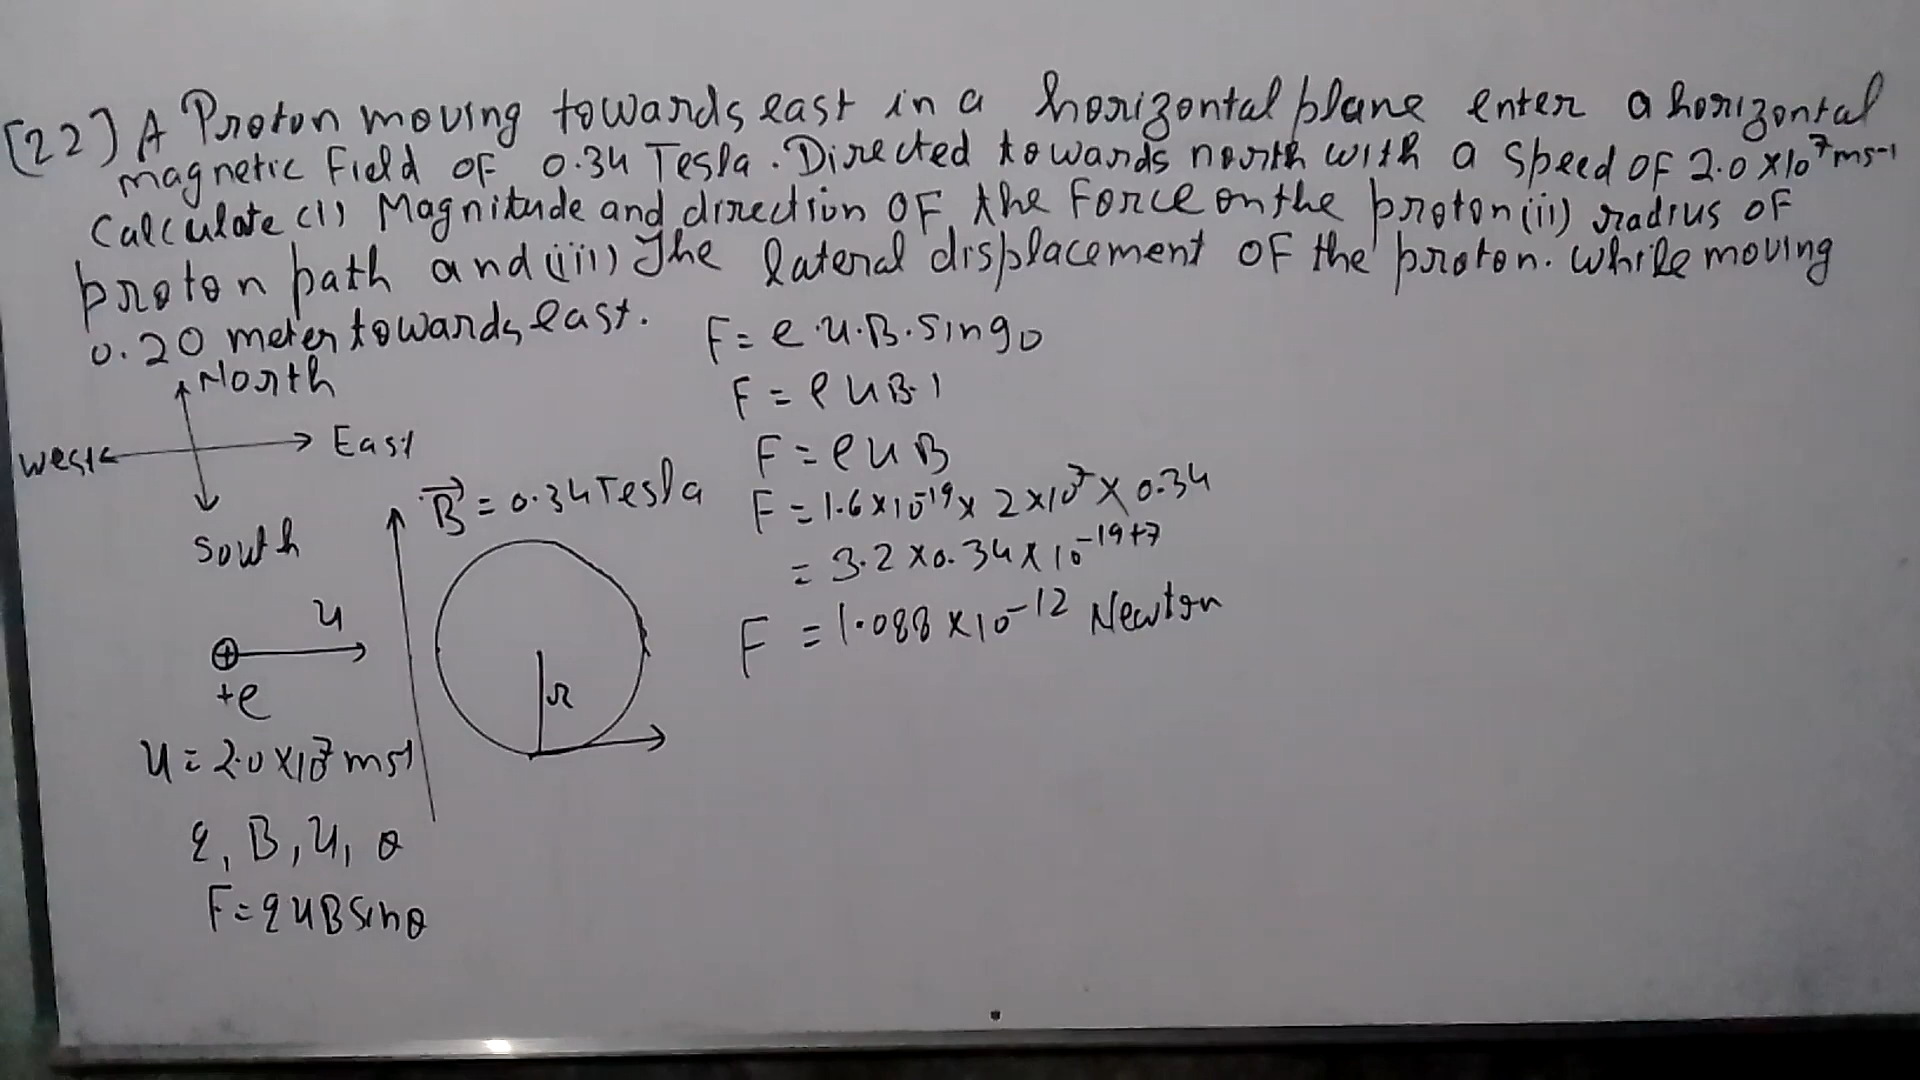 [22] A Proton moving towards east in a horizontal plane enter a horizontal
magnetic Field of 0.34 Tesla. Directed towards north with a speed of 2.0 × 10⁷ ms⁻¹
Calculate (i) Magnitude and direction of the Force on the proton (ii) radius of
proton path and (iii) The lateral displacement of the proton. while moving
0.20 meter towards east.
F = e.u.B.sin90
North
F = euB.1
West
East
F = euB
B⃗ = 0.34 Tesla
F = 1.6×10⁻¹⁹ × 2×10⁷ × 0.34
South
= 3.2 × 0.34 × 10⁻¹⁹⁺⁷
u
F = 1.088 × 10⁻¹² Newton
+
+e
r
u = 2.0 × 10⁷ ms⁻¹
q, B, u, θ
F = quBsinθ